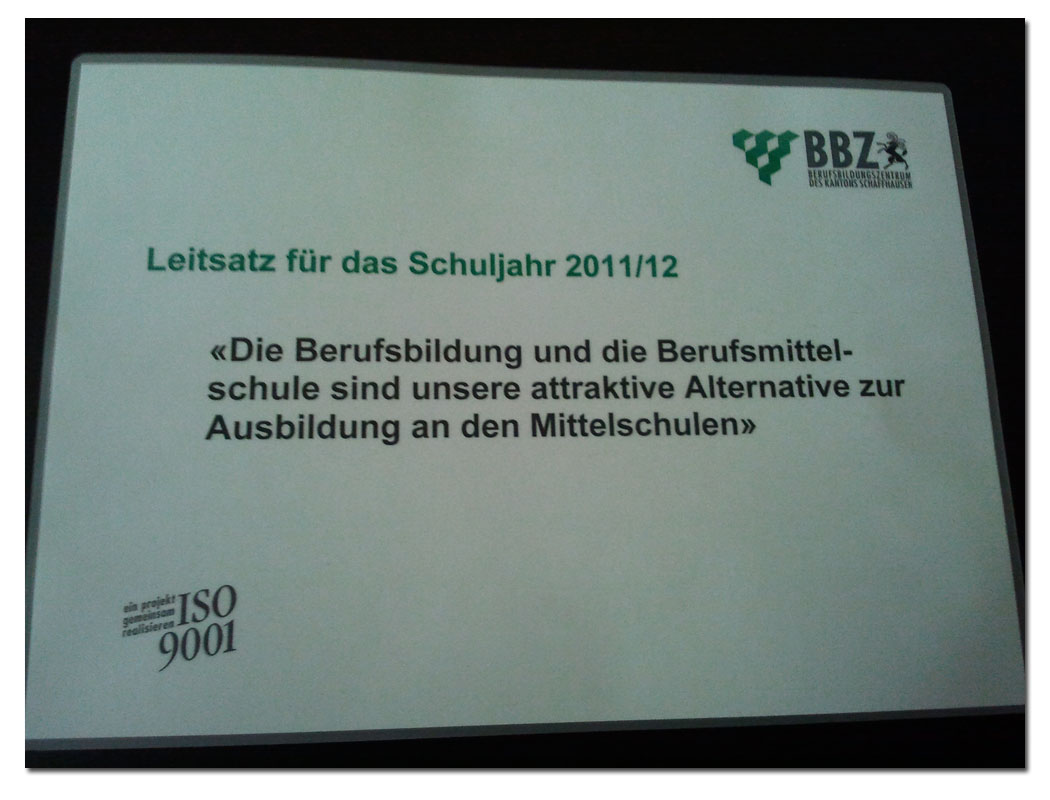 BBZ
BERUFSBILDUNGSZENTRUM
DES KANTONS SCHAFFHAUSEN
Leitsatz für das Schuljahr 2011/12
«Die Berufsbildung und die Berufsmittel-
schule sind unsere attraktive Alternative zur
Ausbildung an den Mittelschulen»
ein projekt
gemeinsam
realisieren
ISO
9001